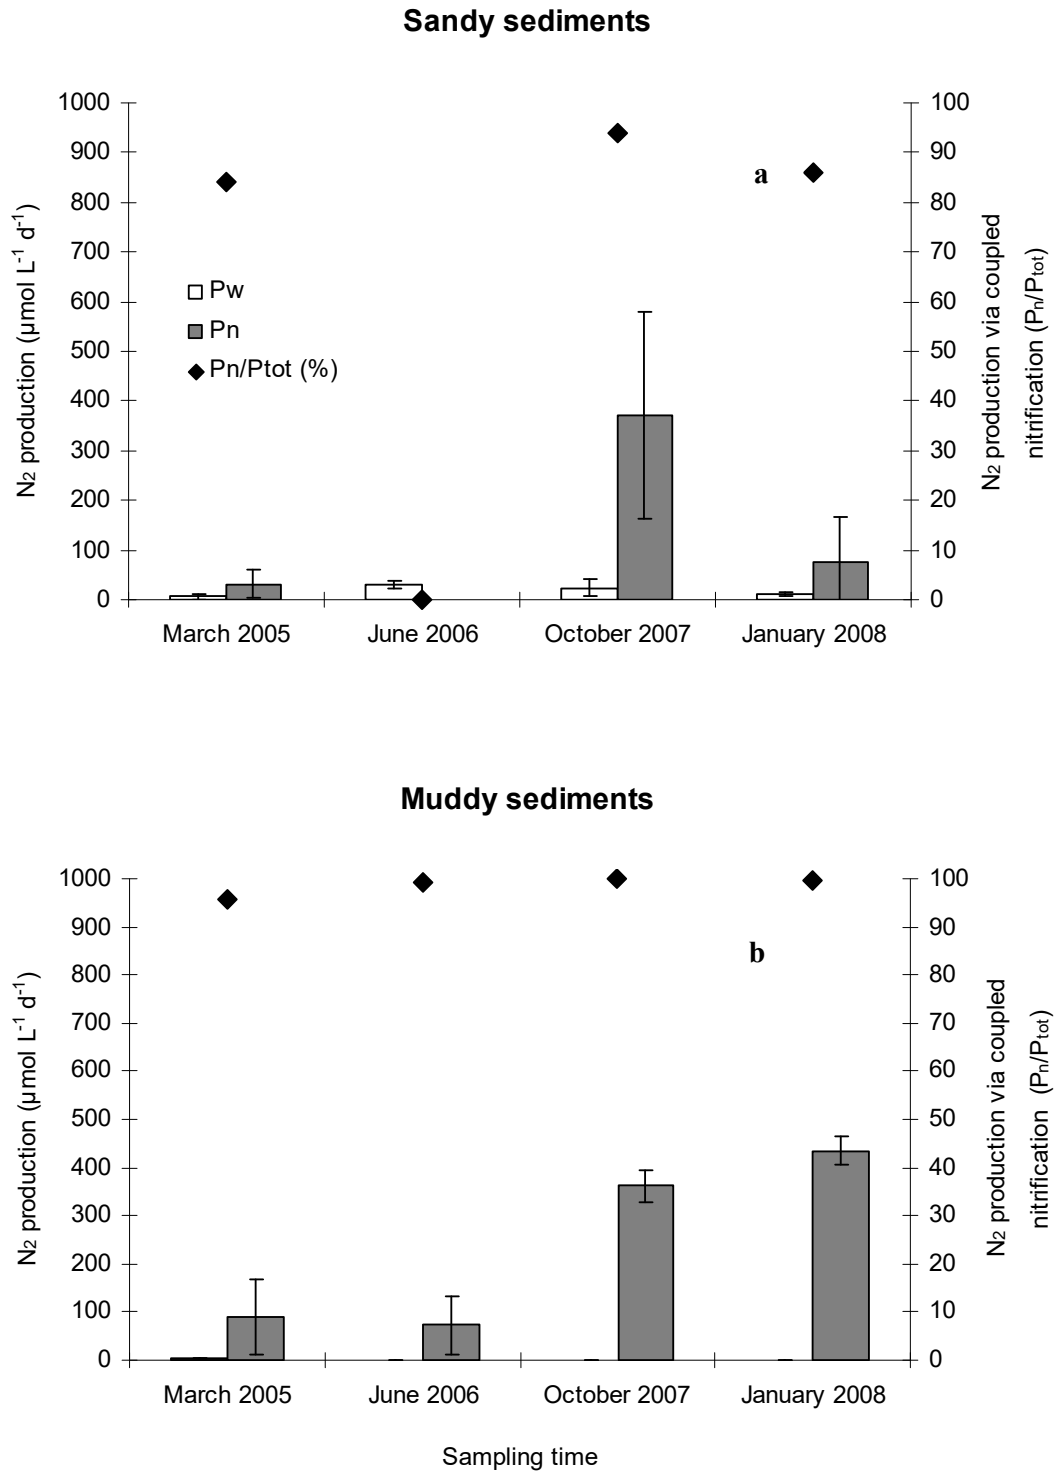 Sandy sediments
1000
900
800
700
600
500
400
300
200
100
0
100
90
80
70
60
50
40
30
20
10
0
N2 production (µmol L-1 d-1)
N2 production via coupled
nitrification (Pn/Ptot)
a
Pw
Pn
Pn/Ptot (%)
March 2005 June 2006 October 2007 January 2008
Muddy sediments
1000
900
800
700
600
500
400
300
200
100
0
100
90
80
70
60
50
40
30
20
10
0
N2 production (µmol L-1 d-1)
N2 production via coupled
nitrification (Pn/Ptot)
b
March 2005 June 2006 October 2007 January 2008
Sampling time